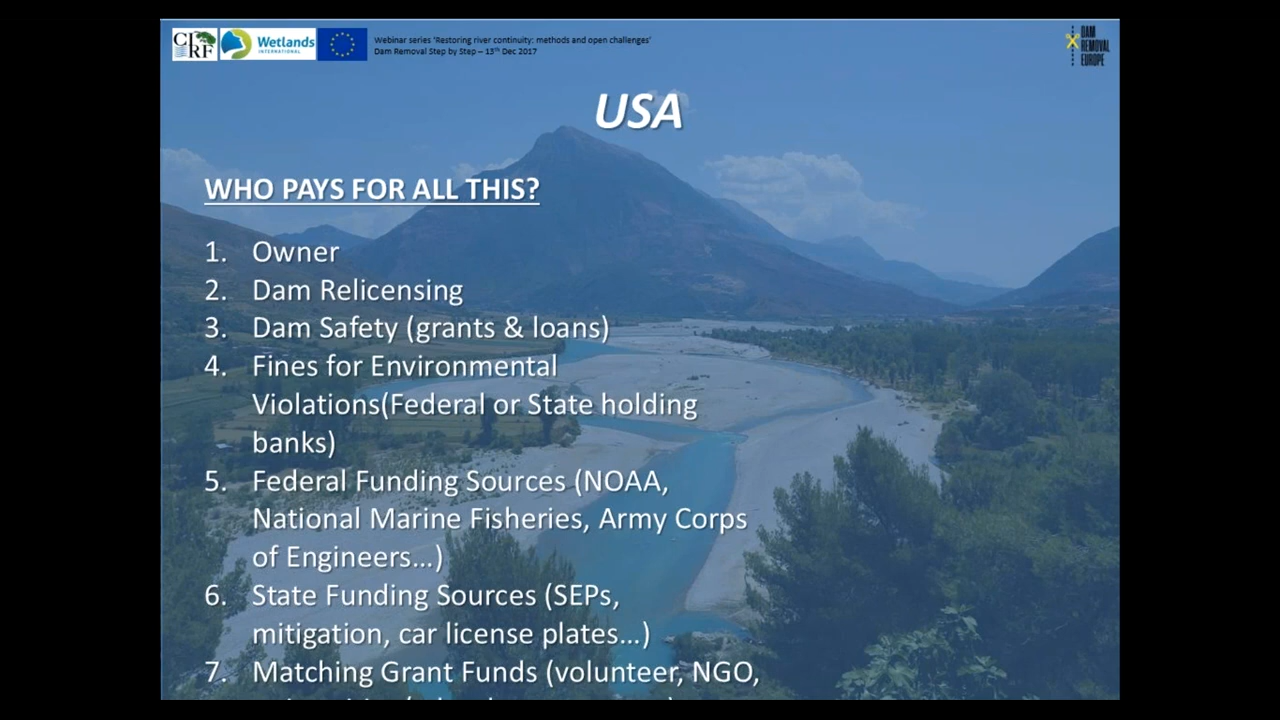 CIRF
Wetlands
INTERNATIONAL
Webinar series 'Restoring river continuity: methods and open challenges'
Dam Removal Step by Step – 13th Dec 2017
DAM
REMOVAL
EUROPE
USA
WHO PAYS FOR ALL THIS?
1. Owner
2. Dam Relicensing
3. Dam Safety (grants & loans)
4. Fines for Environmental
Violations(Federal or State holding
banks)
5. Federal Funding Sources (NOAA,
National Marine Fisheries, Army Corps
of Engineers...)
6. State Funding Sources (SEPs,
mitigation, car license plates...)
7. Matching Grant Funds (volunteer, NGO,